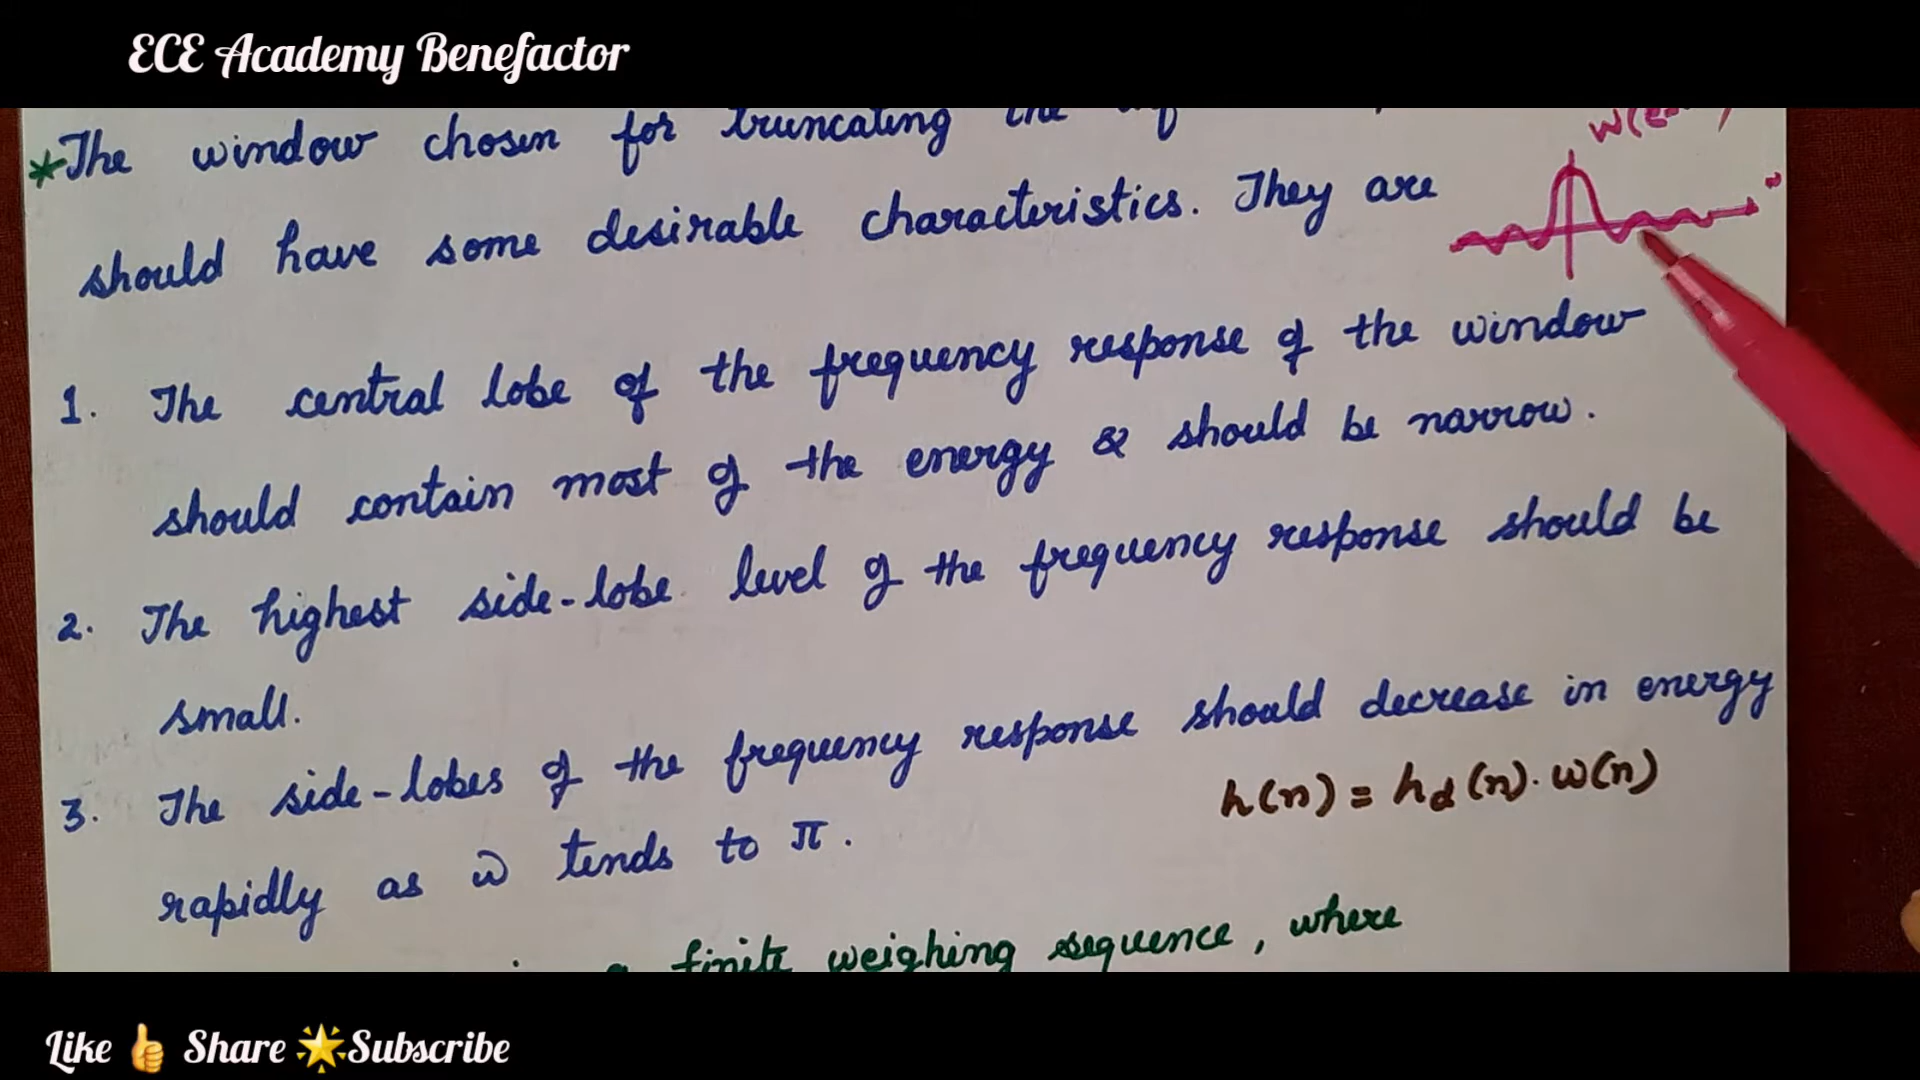 ECE Academy Benefactor
*The window chosen for truncating the
W(e
should have some desirable characteristics. They are
1. The central lobe of the frequency response of the window
should contain most of the energy & should be narrow.
2. The highest side-lobe level of the frequency response should be
small.
3. The side-lobes of the frequency response should decrease in energy
h(n) = hd(n). w(n)
rapidly as ω tends to π.
a finite weighing sequence, where
Like 👍 Share 🌟Subscribe